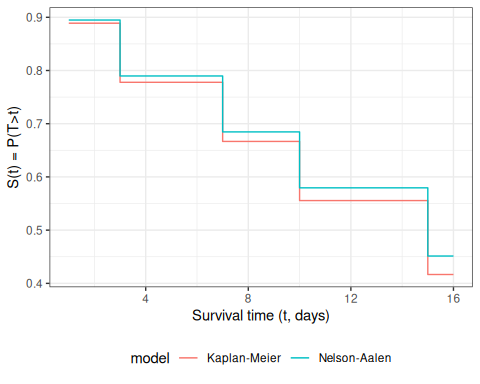 0.9
0.8
0.7
0.6
0.5
0.4
S(t) = P(T>t)
4 8 12 16
Survival time (t, days)
model Kaplan-Meier Nelson-Aalen